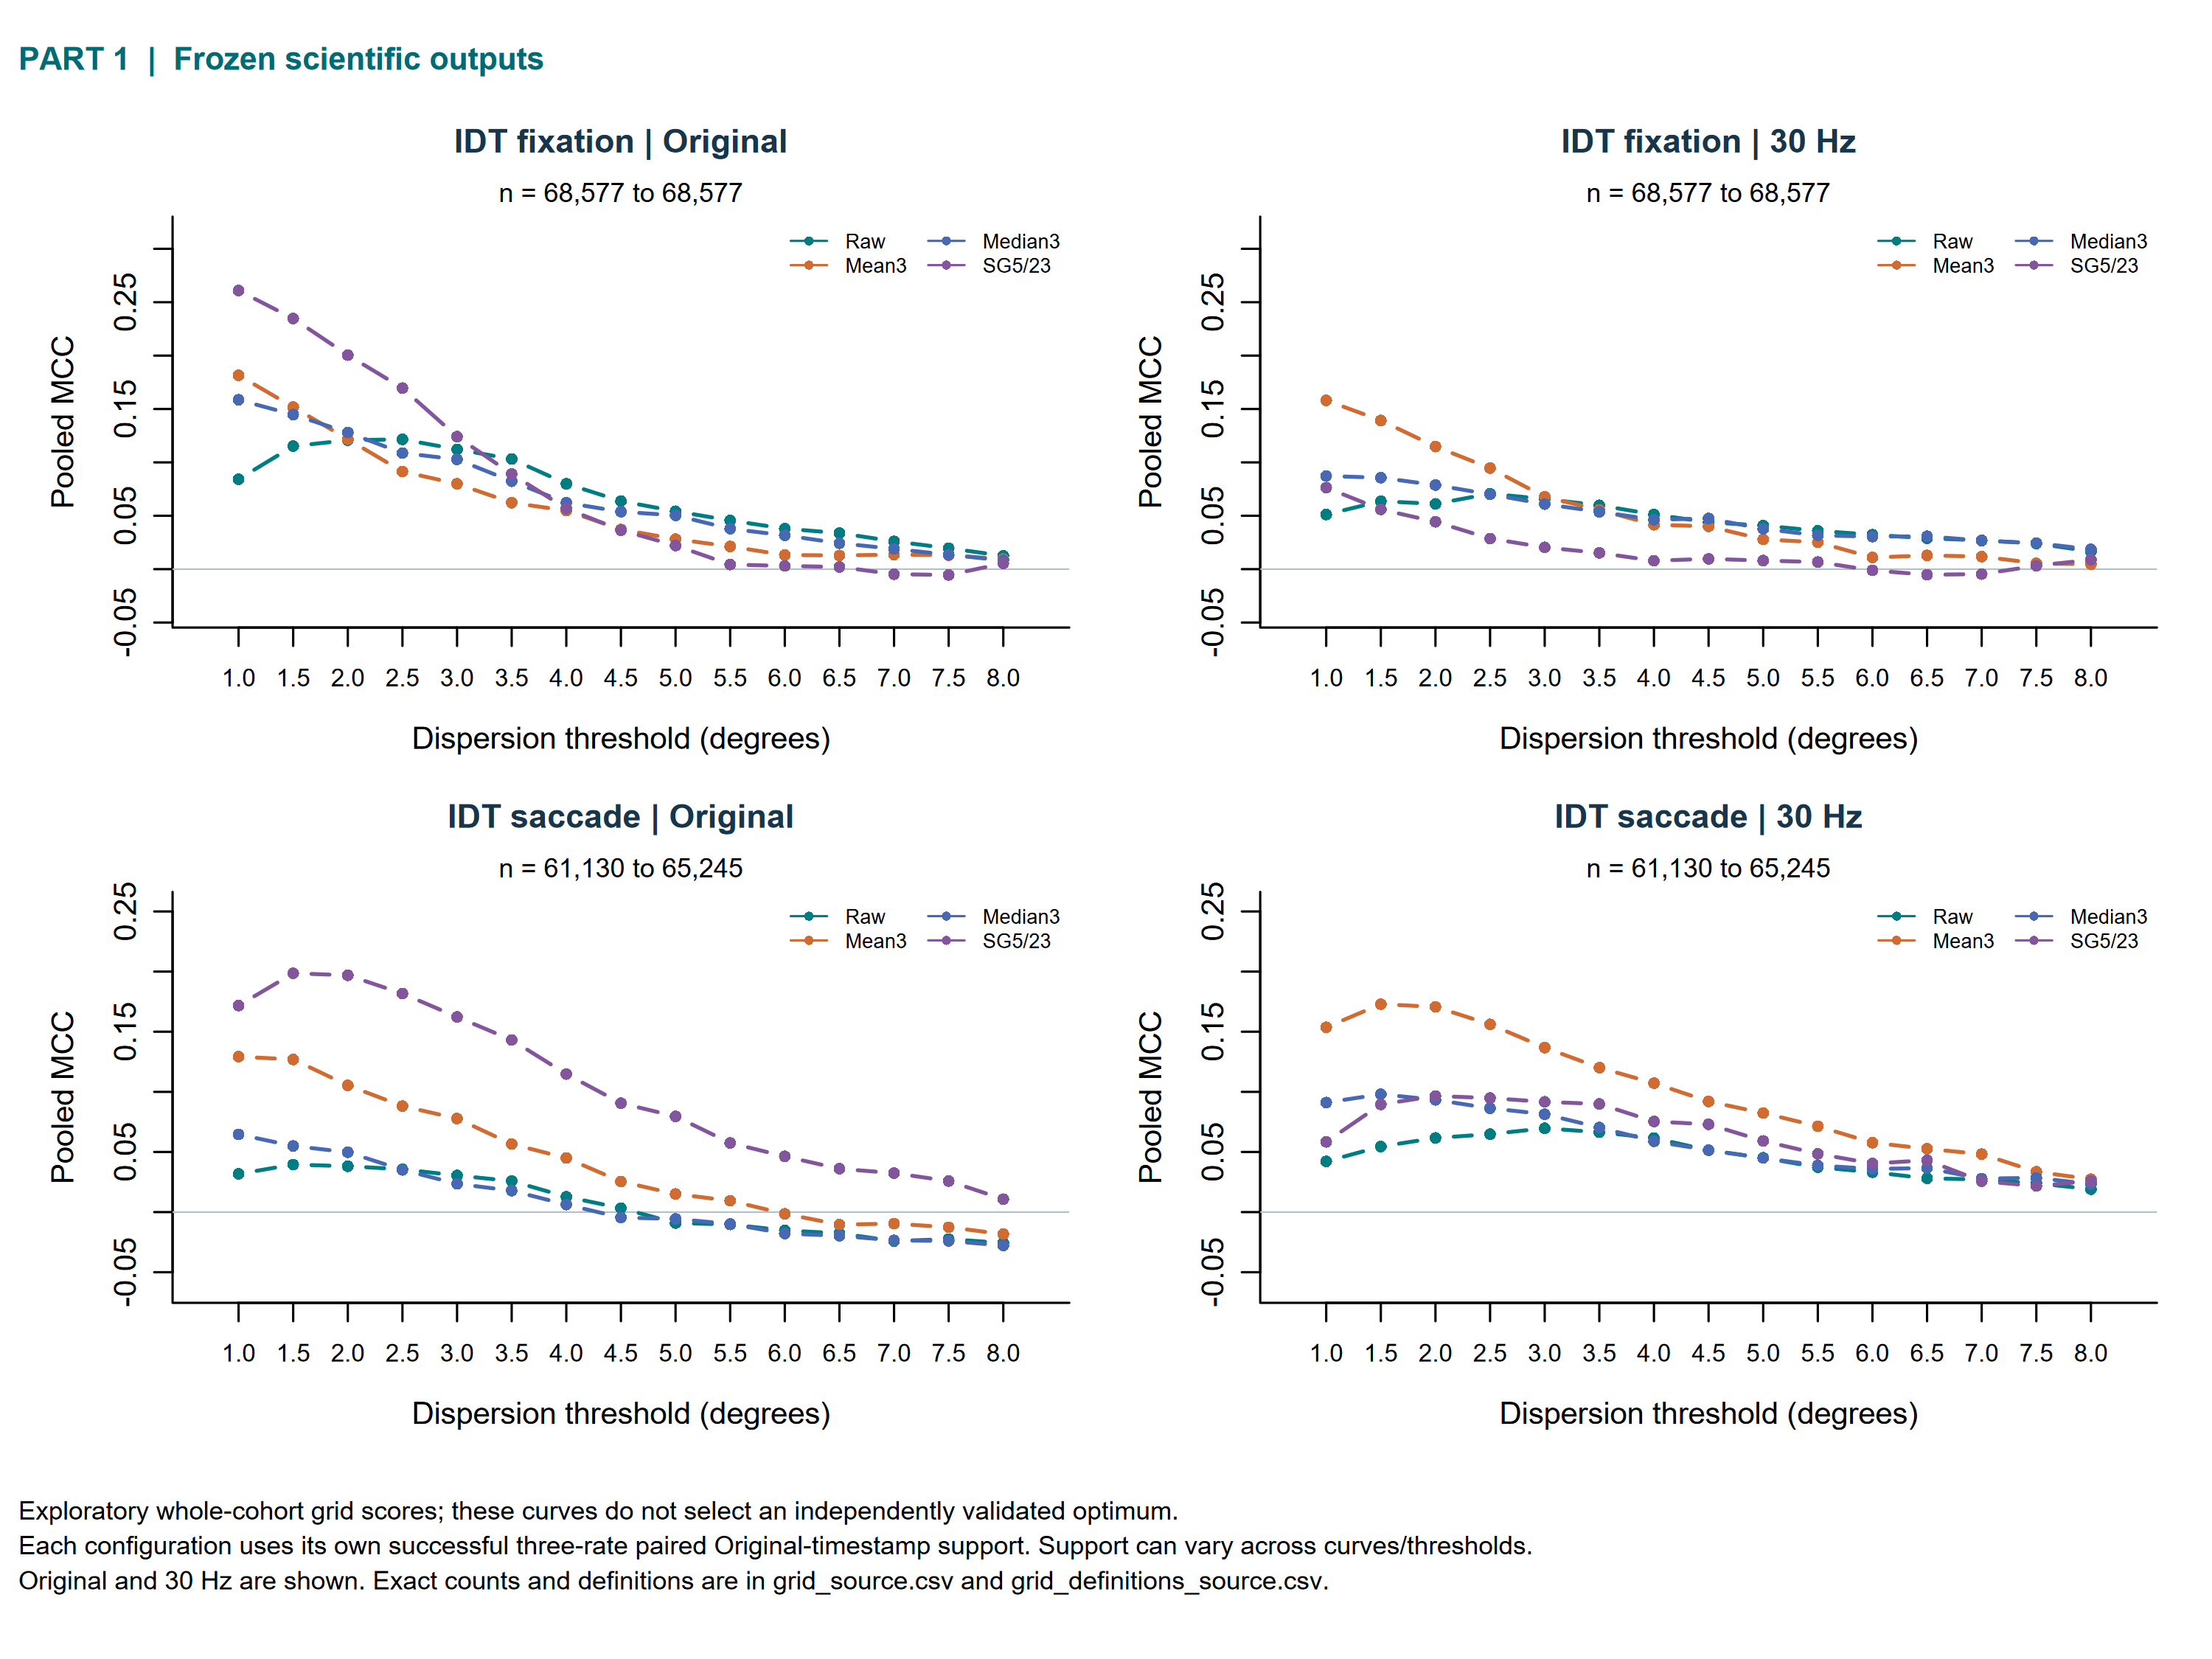 PART 1 | Frozen scientific outputs
IDT fixation | Original
n = 68,577 to 68,577
Raw
Mean3
Median3
SG5/23
Pooled MCC
0.25
0.15
0.05
-0.05
1.0 1.5 2.0 2.5 3.0 3.5 4.0 4.5 5.0 5.5 6.0 6.5 7.0 7.5 8.0
Dispersion threshold (degrees)
IDT fixation | 30 Hz
n = 68,577 to 68,577
Raw
Mean3
Median3
SG5/23
Pooled MCC
0.25
0.15
0.05
-0.05
1.0 1.5 2.0 2.5 3.0 3.5 4.0 4.5 5.0 5.5 6.0 6.5 7.0 7.5 8.0
Dispersion threshold (degrees)
IDT saccade | Original
n = 61,130 to 65,245
Raw
Mean3
Median3
SG5/23
Pooled MCC
0.25
0.15
0.05
-0.05
1.0 1.5 2.0 2.5 3.0 3.5 4.0 4.5 5.0 5.5 6.0 6.5 7.0 7.5 8.0
Dispersion threshold (degrees)
IDT saccade | 30 Hz
n = 61,130 to 65,245
Raw
Mean3
Median3
SG5/23
Pooled MCC
0.25
0.15
0.05
-0.05
1.0 1.5 2.0 2.5 3.0 3.5 4.0 4.5 5.0 5.5 6.0 6.5 7.0 7.5 8.0
Dispersion threshold (degrees)
Exploratory whole-cohort grid scores; these curves do not select an independently validated optimum.
Each configuration uses its own successful three-rate paired Original-timestamp support. Support can vary across curves/thresholds.
Original and 30 Hz are shown. Exact counts and definitions are in grid_source.csv and grid_definitions_source.csv.